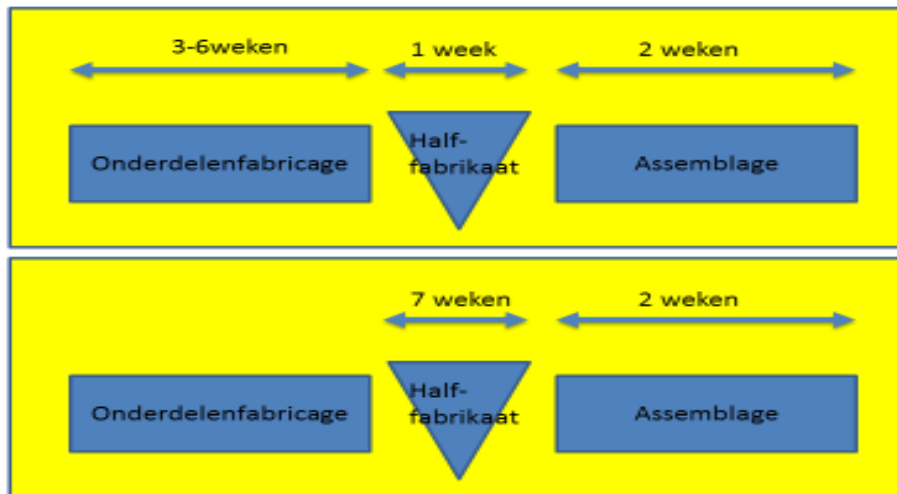 3-6weken 1 week 2 weken
Onderdelenfabricage Half-fabrikaat Assemblage
7 weken 2 weken
Onderdelenfabricage Half-fabrikaat Assemblage